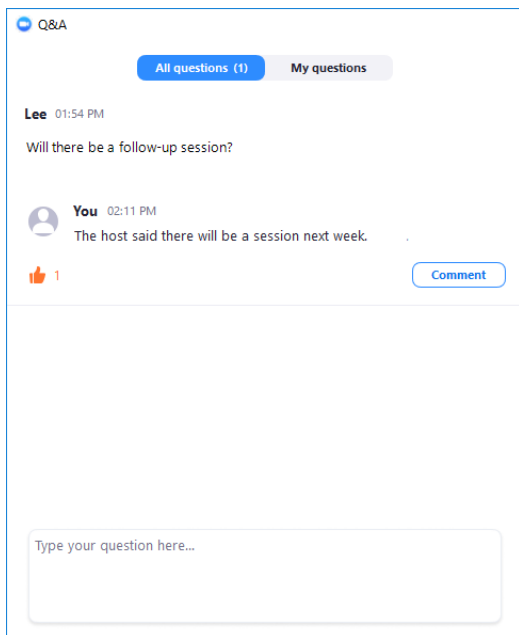 Q&A
All questions (1) My questions
Lee 01:54 PM
Will there be a follow-up session?
You 02:11 PM
The host said there will be a session next week.
1 Comment
Type your question here...